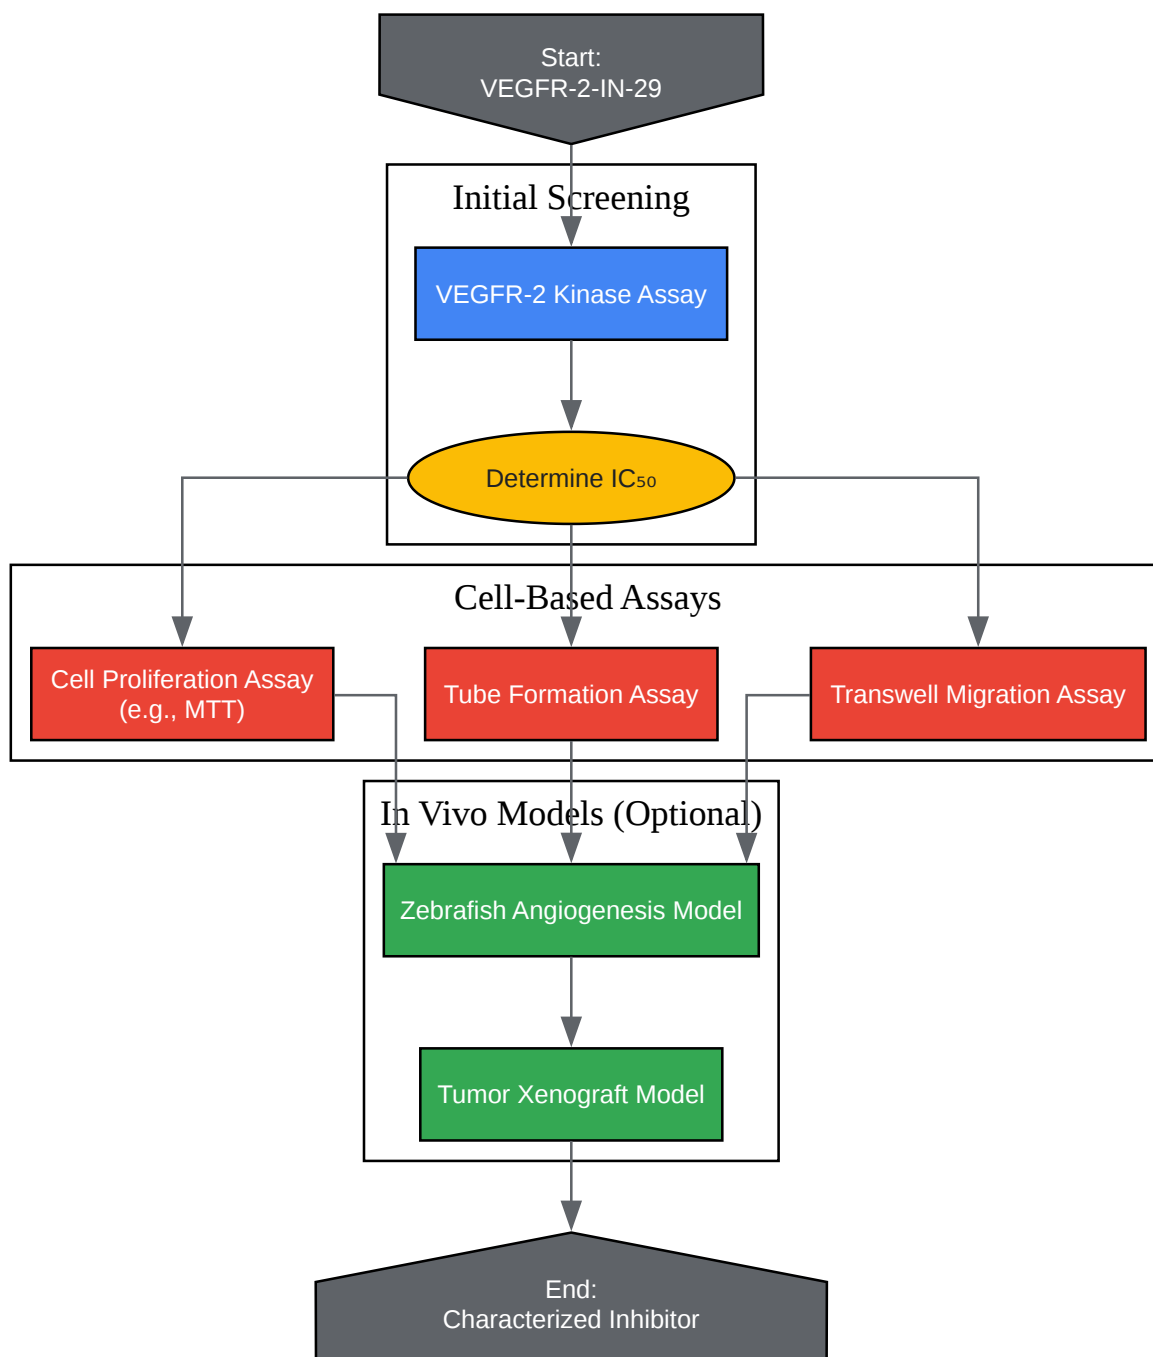 Start:
VEGFR-2-IN-29
Initial Screening
VEGFR-2 Kinase Assay
Determine IC₅₀
Cell-Based Assays
Cell Proliferation Assay
(e.g., MTT)
Tube Formation Assay
Transwell Migration Assay
In Vivo Models (Optional)
Zebrafish Angiogenesis Model
Tumor Xenograft Model
End:
Characterized Inhibitor